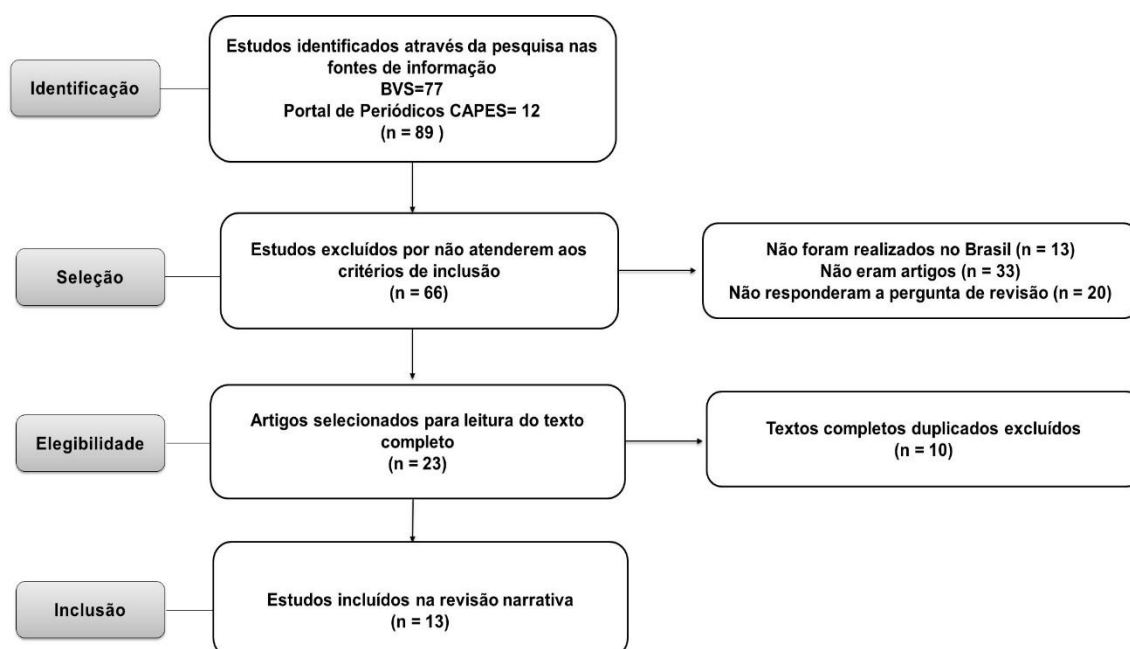 Identificação
Estudos identificados através da pesquisa nas
fontes de informação
BVS=77
Portal de Periódicos CAPES= 12
(n = 89 )
Seleção
Estudos excluídos por não atenderem aos
critérios de inclusão
(n = 66)
Não foram realizados no Brasil (n = 13)
Não eram artigos (n = 33)
Não responderam a pergunta de revisão (n = 20)
Elegibilidade
Artigos selecionados para leitura do texto
completo
(n = 23)
Textos completos duplicados excluídos
(n = 10)
Inclusão
Estudos incluídos na revisão narrativa
(n = 13)